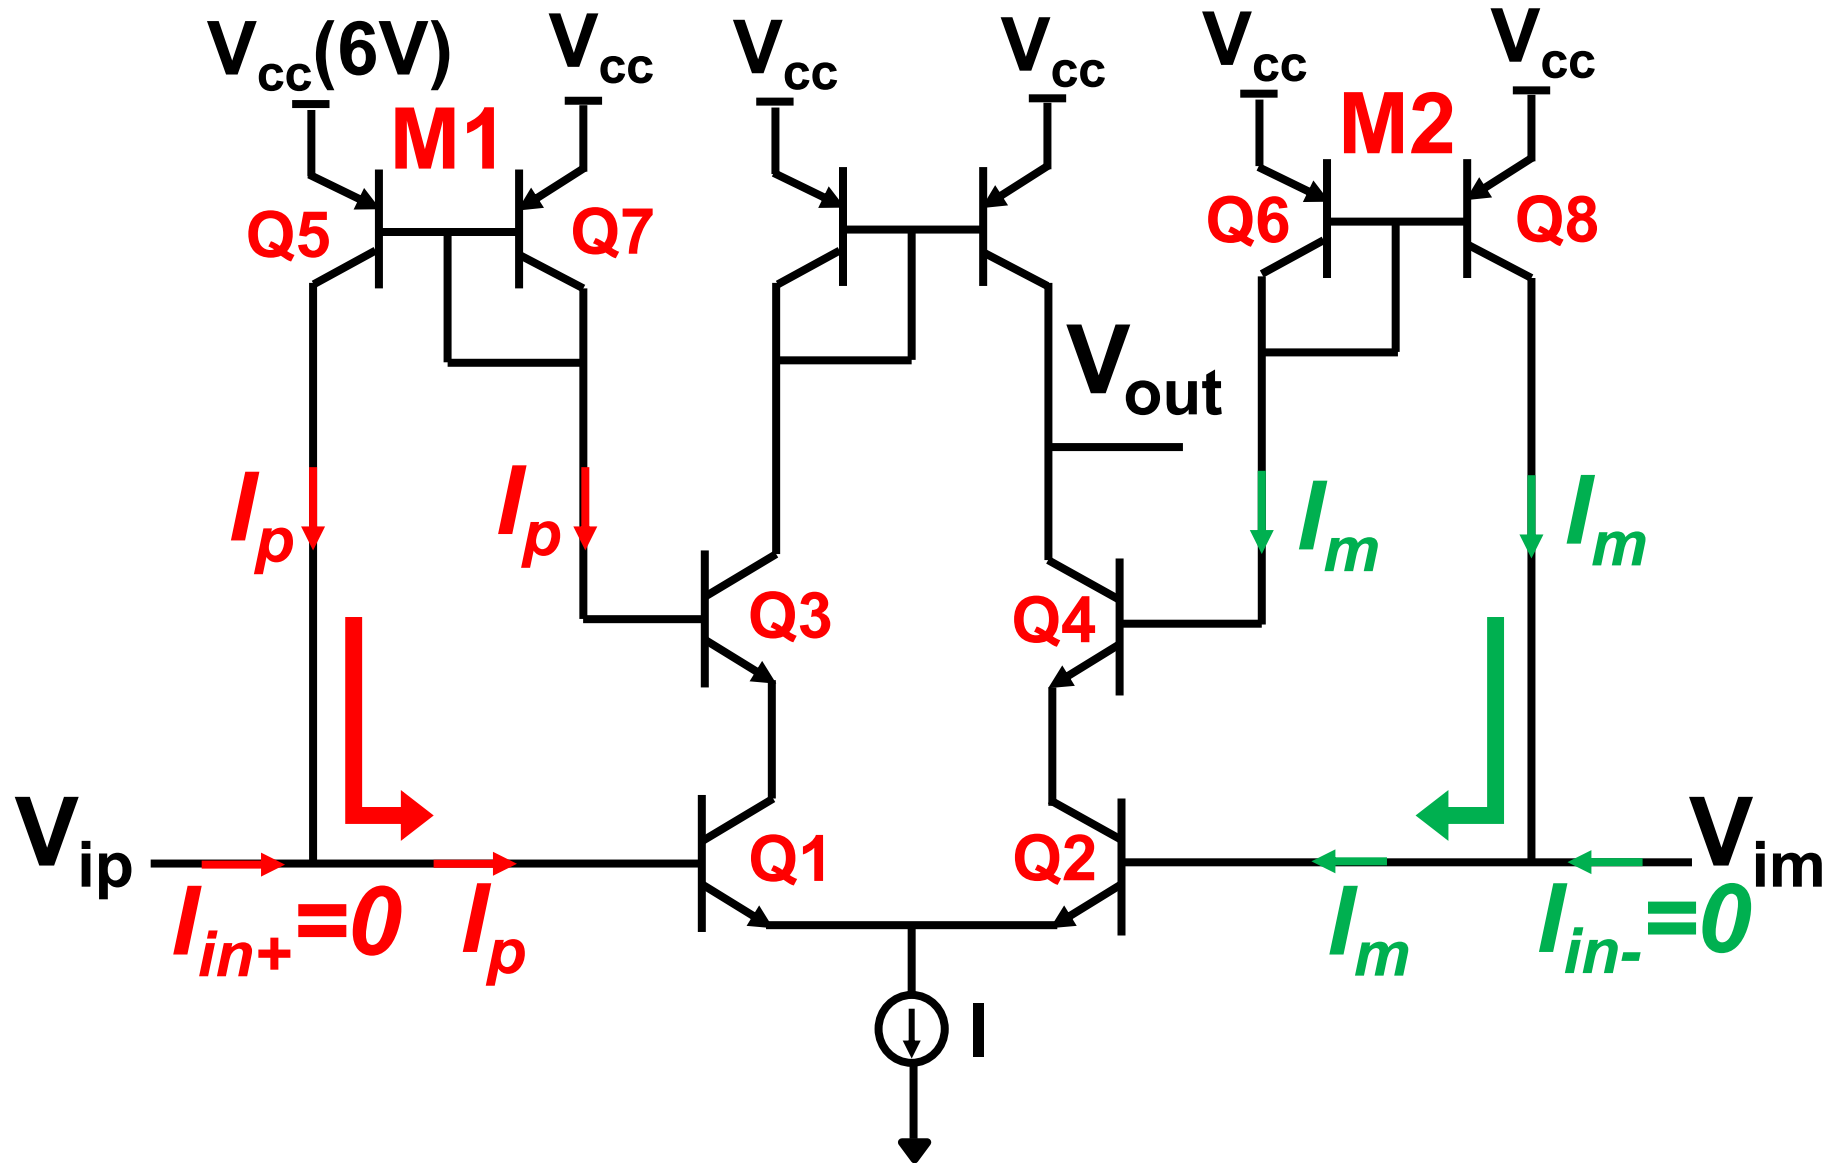 Vcc(6V) Vcc Vcc Vcc Vcc Vcc
M1 M2
Q5 Q7 Q6 Q8
Vout
Ip Ip Im Im
Q3 Q4
Vip Q1 Q2 Vim
Iin+=0 Ip Im Iin-=0
I